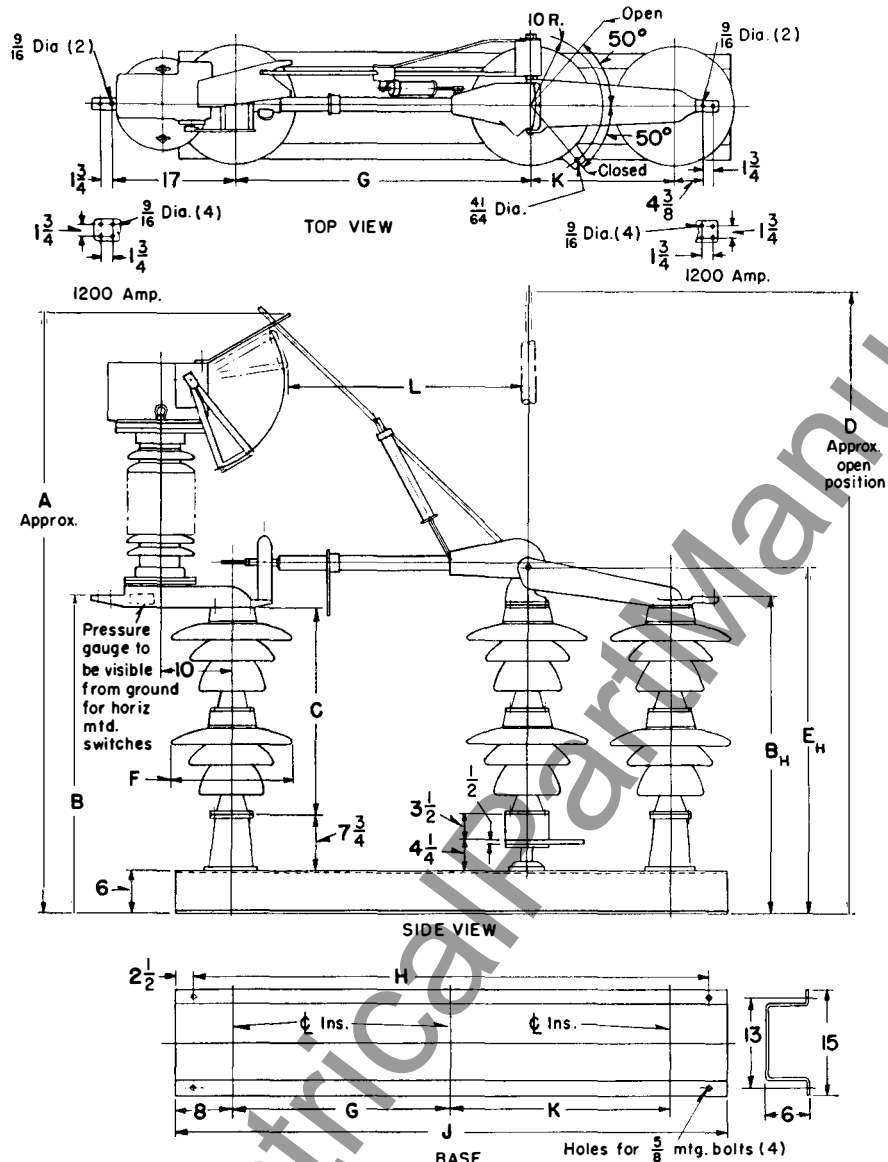 9/16 Dia (2)
10 R.
Open
50°
9/16 Dia. (2)
50°
Closed
1 3/4
17
G
K
1 3/4
4 3/8
41/64 Dia.
9/16 Dia. (4)
1 3/4
1 3/4
TOP VIEW
9/16 Dia. (4)
1 3/4
1 3/4
1200 Amp.
1200 Amp.
L
D
Approx.
open
position
A
Approx.
Pressure
gauge to
be visible
from ground
for horiz
mtd.
switches
10
C
F
B
B_H
E_H
1/2
3 1/2
4 1/4
7 3/4
6
SIDE VIEW
2 1/2
H
℄ Ins.
℄ Ins.
13
15
8
G
K
6
J
BASE
Holes for 5/8 mtg. bolts (4)
ctricalPartManu